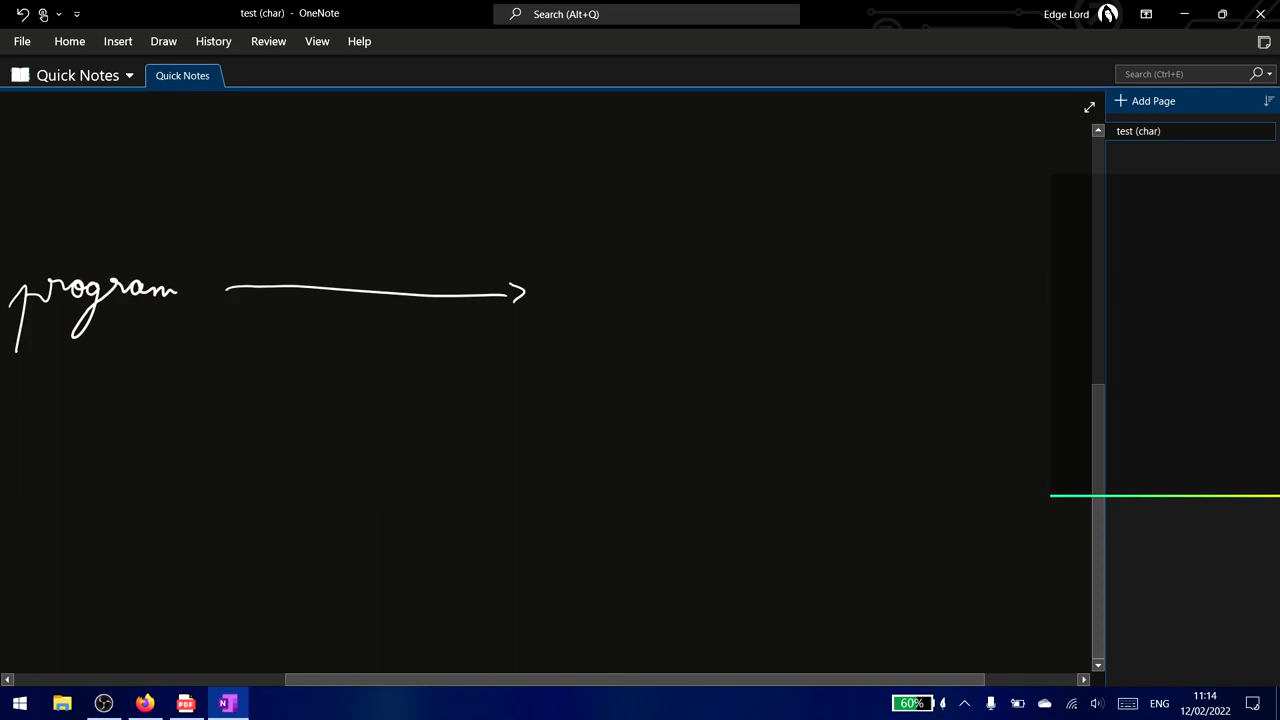 test (char) - OneNote
Search (Alt+Q)
Edge Lord
File Home Insert Draw History Review View Help
Quick Notes
Quick Notes
Search (Ctrl+E)
Add Page
test (char)
program
PDF
N
60%
ENG
11:14
12/02/2022